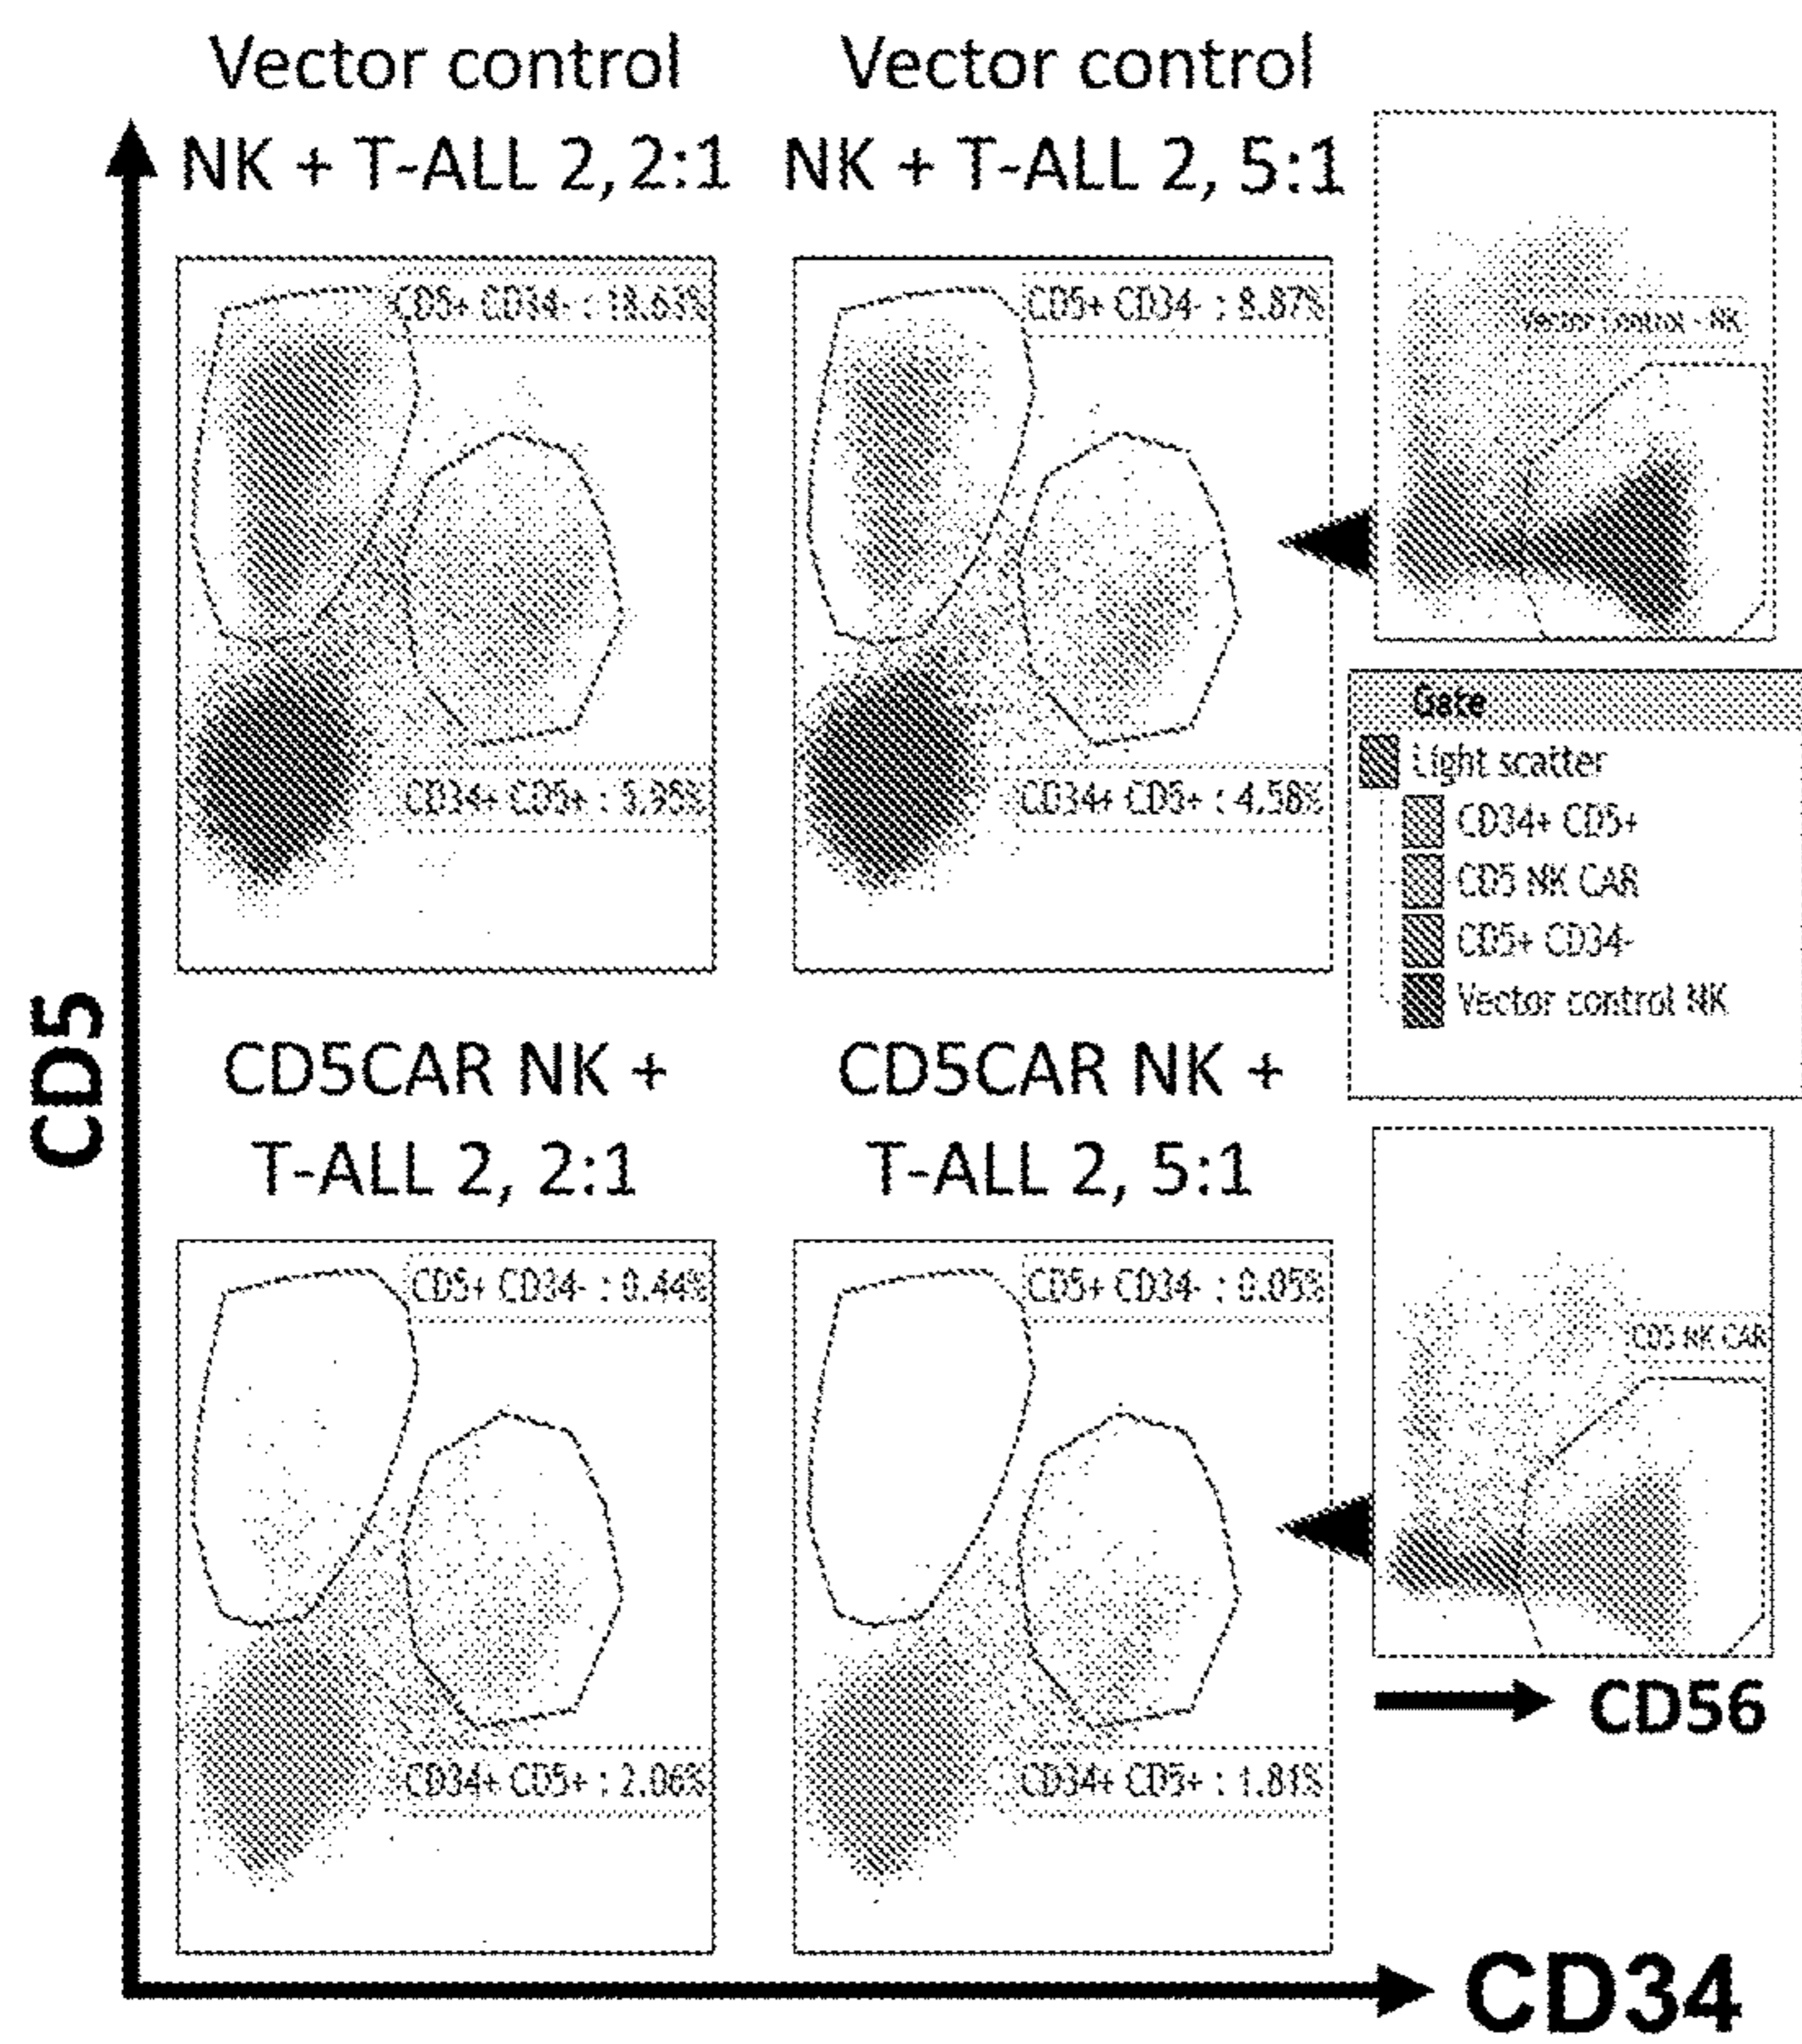 Vector control
NK + T-ALL 2, 2:1
Vector control
NK + T-ALL 2, 5:1
CD5+ CD34- : 18.63%
CD34+ CD5+ : 5.95%
CD5+ CD34- : 8.87%
CD34+ CD5+ : 4.58%
Vector Control - NK
Gate
Light scatter
CD34+ CD5+
CD5 NK CAR
CD5+ CD34-
Vector control NK
CD5
CD5CAR NK +
T-ALL 2, 2:1
CD5CAR NK +
T-ALL 2, 5:1
CD5+ CD34- : 0.44%
CD34+ CD5+ : 2.06%
CD5+ CD34- : 0.05%
CD34+ CD5+ : 1.81%
CD5 NK CAR
CD56
CD34